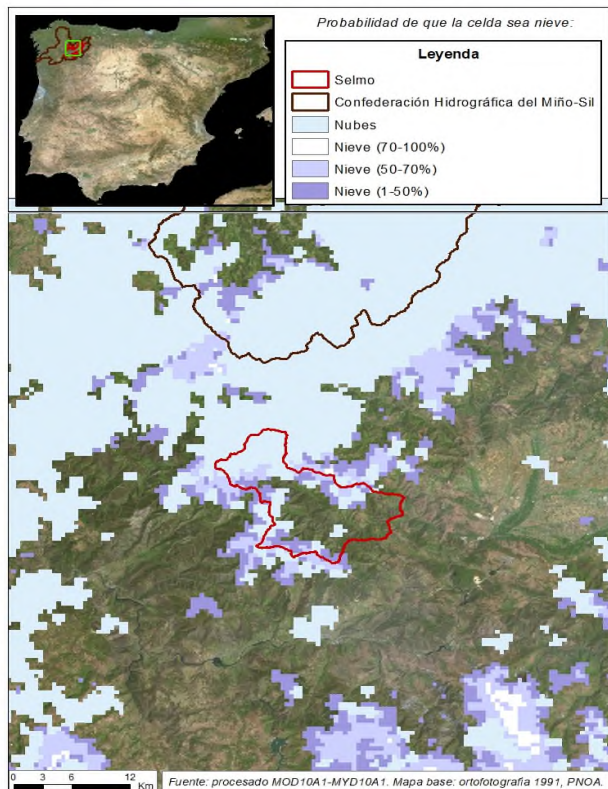 Probabilidad de que la celda sea nieve:
Leyenda
Selmo
Confederación Hidrográfica del Miño-Sil
Nubes
Nieve (70-100%)
Nieve (50-70%)
Nieve (1-50%)
0 3 6 12
Km
Fuente: procesado MOD10A1-MYD10A1. Mapa base: ortofotografía 1991, PNOA.